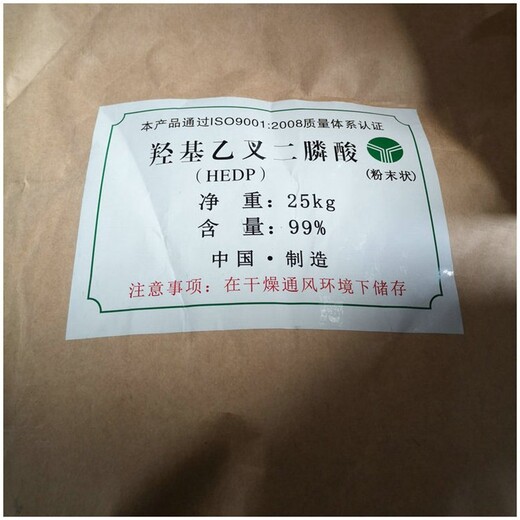 本产品通过ISO9001:2008质量体系认证
羟基乙叉二膦酸
(HEDP)
(粉末状)
净 重：25kg
含 量：99%
中国·制造
注意事项：在干燥通风环境下储存